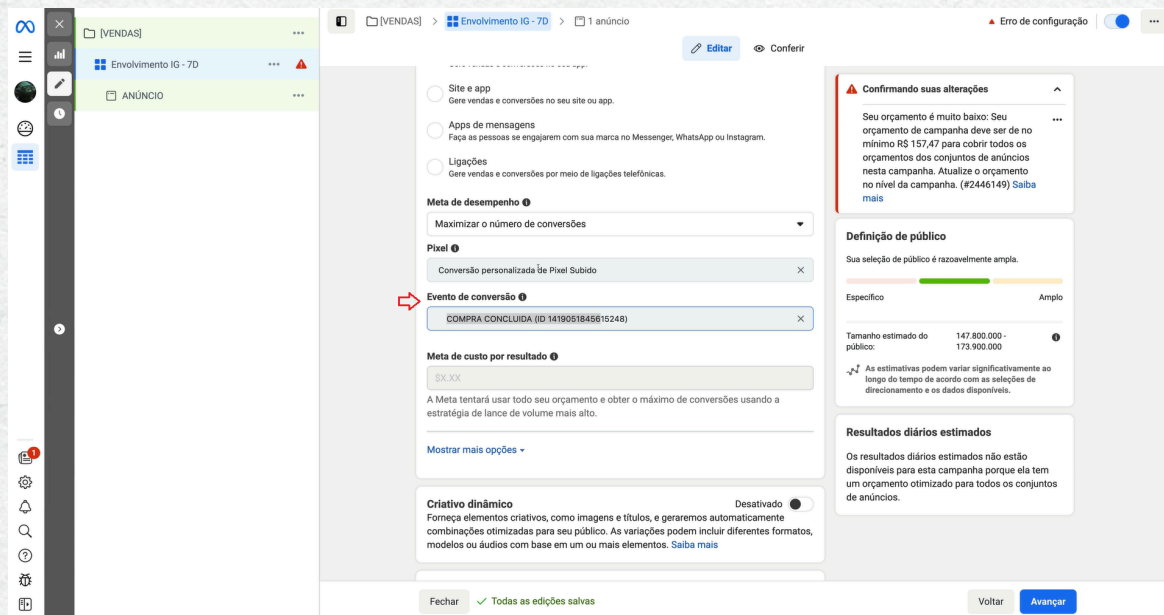 [VENDAS]
Envolvimento IG - 7D
ANÚNCIO
1
[VENDAS] > Envolvimento IG - 7D > 1 anúncio
Erro de configuração
Editar
Conferir
Site e app
Gere vendas e conversões no seu site ou app.
Apps de mensagens
Faça as pessoas se engajarem com sua marca no Messenger, WhatsApp ou Instagram.
Ligações
Gere vendas e conversões por meio de ligações telefônicas.
Meta de desempenho
Maximizar o número de conversões
Pixel
Conversão personalizada de Pixel Subido
Evento de conversão
COMPRA CONCLUIDA (ID 1419051845615248)
Meta de custo por resultado
$X.XX
A Meta tentará usar todo seu orçamento e obter o máximo de conversões usando a
estratégia de lance de volume mais alto.
Mostrar mais opções
Criativo dinâmico
Desativado
Forneça elementos criativos, como imagens e títulos, e geraremos automaticamente
combinações otimizadas para seu público. As variações podem incluir diferentes formatos,
modelos ou áudios com base em um ou mais elementos. Saiba mais
Fechar
Todas as edições salvas
Voltar
Avançar
Confirmando suas alterações
Seu orçamento é muito baixo: Seu
orçamento de campanha deve ser de no
mínimo R$ 157,47 para cobrir todos os
orçamentos dos conjuntos de anúncios
nesta campanha. Atualize o orçamento
no nível da campanha. (#2446149) Saiba
mais
Definição de público
Sua seleção de público é razoavelmente ampla.
Específico
Amplo
Tamanho estimado do
público:
147.800.000 -
173.900.000
As estimativas podem variar significativamente ao
longo do tempo de acordo com as seleções de
direcionamento e os dados disponíveis.
Resultados diários estimados
Os resultados diários estimados não estão
disponíveis para esta campanha porque ela tem
um orçamento otimizado para todos os conjuntos
de anúncios.